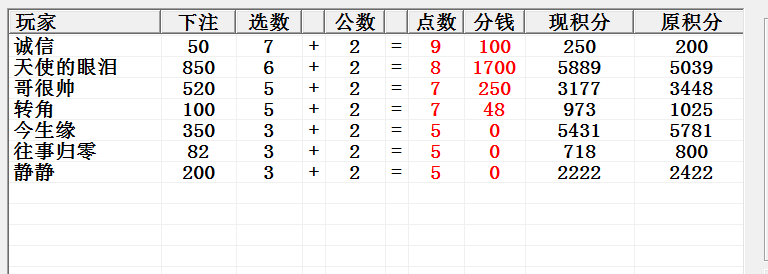 玩家 下注 选数 公数 点数 分钱 现积分 原积分
诚信 50 7 + 2 = 9 100 250 200
天使的眼泪 850 6 + 2 = 8 1700 5889 5039
哥很帅 520 5 + 2 = 7 250 3177 3448
转角 100 5 + 2 = 7 48 973 1025
今生缘 350 3 + 2 = 5 0 5431 5781
往事归零 82 3 + 2 = 5 0 718 800
静静 200 3 + 2 = 5 0 2222 2422